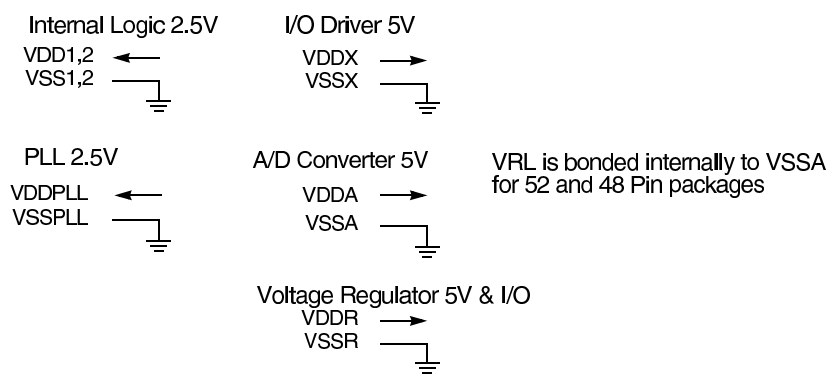 Internal Logic 2.5V
VDD1,2
VSS1,2
I/O Driver 5V
VDDX
VSSX
PLL 2.5V
VDDPLL
VSSPLL
A/D Converter 5V
VDDA
VSSA
VRL is bonded internally to VSSA
for 52 and 48 Pin packages
Voltage Regulator 5V & I/O
VDDR
VSSR